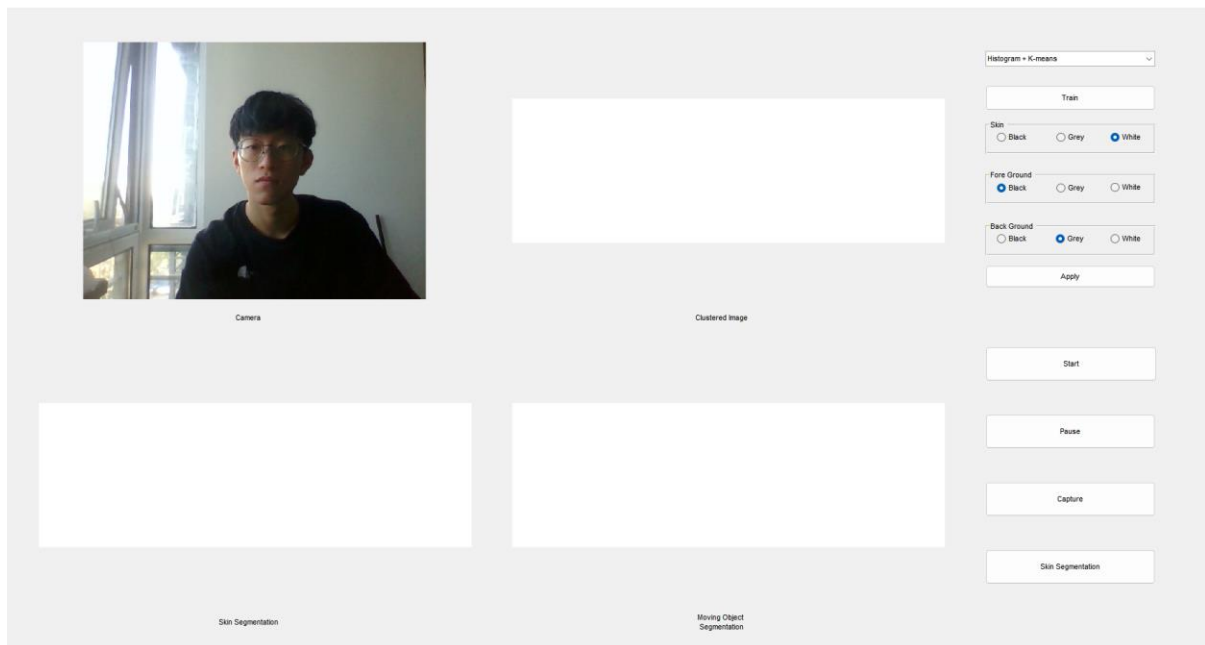 Histogram + K-means
Train
Skin
Black Grey White
Fore Ground
Black Grey White
Back Ground
Black Grey White
Apply
Camera
Clustered Image
Start
Pause
Capture
Skin Segmentation
Skin Segmentation
Moving Object
Segmentation